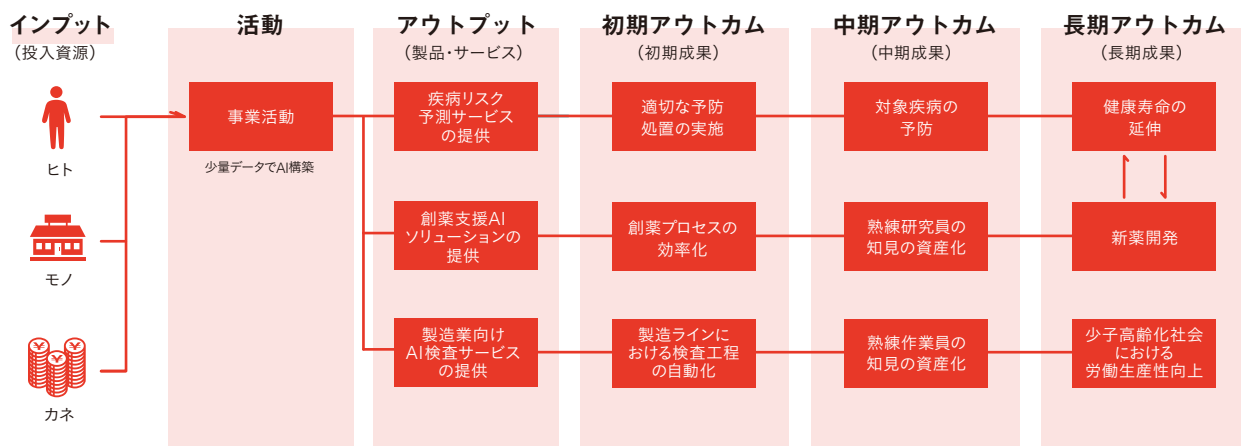 インプット
（投入資源）
活動
アウトプット
（製品・サービス）
初期アウトカム
（初期成果）
中期アウトカム
（中期成果）
長期アウトカム
（長期成果）
ヒト
モノ
¥
¥
¥
カネ
事業活動
少量データでAI構築
疾病リスク
予測サービス
の提供
適切な予防
処置の実施
対象疾病の
予防
健康寿命の
延伸
創薬支援AI
ソリューションの
提供
創薬プロセスの
効率化
熟練研究員の
知見の資産化
新薬開発
製造業向け
AI検査サービス
の提供
製造ラインに
おける検査工程
の自動化
熟練作業員の
知見の資産化
少子高齢化社会
における
労働生産性向上